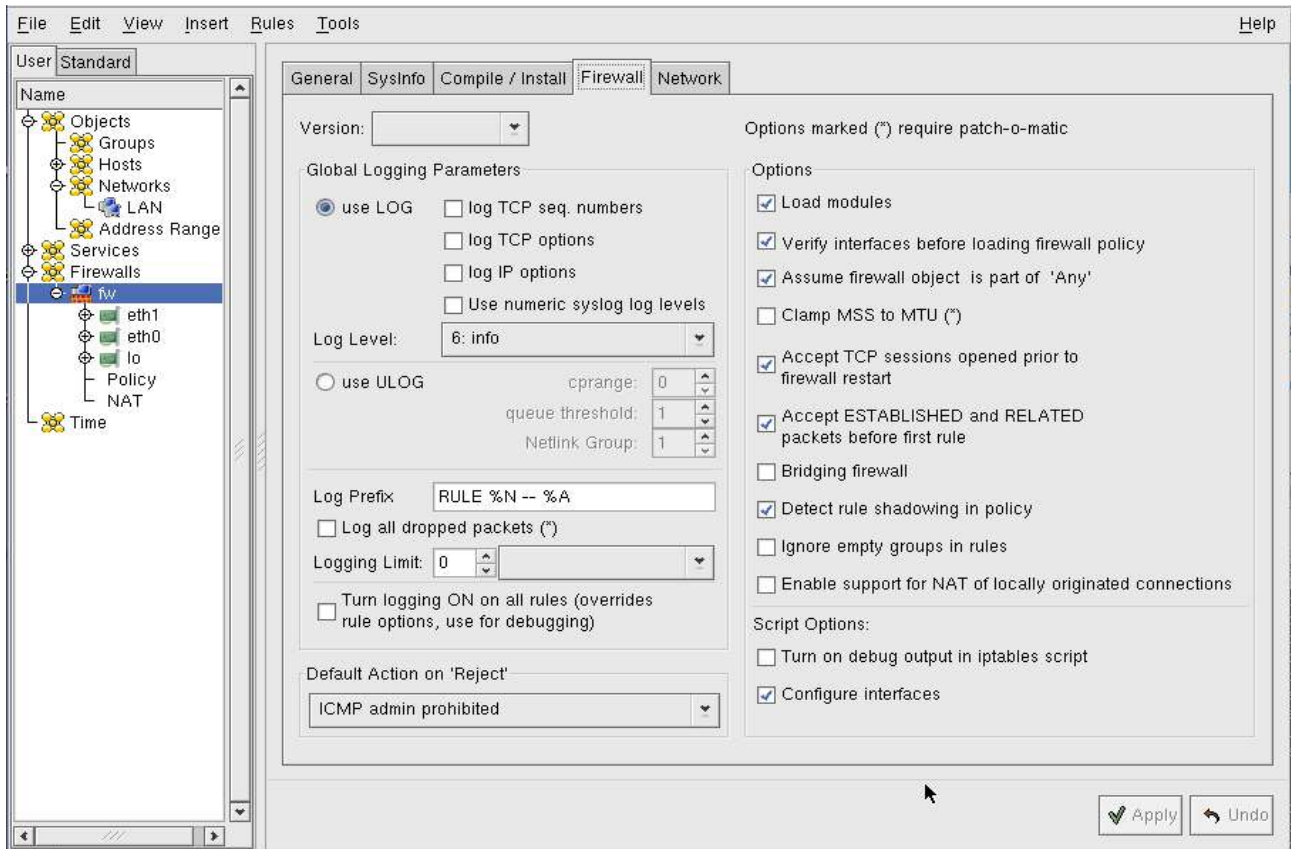 File Edit View Insert Rules Tools Help
User Standard
Name
Objects
Groups
Hosts
Networks
LAN
Address Range
Services
Firewalls
fw
eth1
eth0
lo
Policy
NAT
Time
General SysInfo Compile / Install Firewall Network
Version:
Options marked (*) require patch-o-matic
Global Logging Parameters
use LOG
log TCP seq. numbers
log TCP options
log IP options
Use numeric syslog log levels
Log Level: 6: info
use ULOG
cprange: 0
queue threshold: 1
Netlink Group: 1
Log Prefix RULE %N -- %A
Log all dropped packets (*)
Logging Limit: 0
Turn logging ON on all rules (overrides
rule options, use for debugging)
Default Action on 'Reject'
ICMP admin prohibited
Options
Load modules
Verify interfaces before loading firewall policy
Assume firewall object is part of 'Any'
Clamp MSS to MTU (*)
Accept TCP sessions opened prior to
firewall restart
Accept ESTABLISHED and RELATED
packets before first rule
Bridging firewall
Detect rule shadowing in policy
Ignore empty groups in rules
Enable support for NAT of locally originated connections
Script Options:
Turn on debug output in iptables script
Configure interfaces
Apply Undo